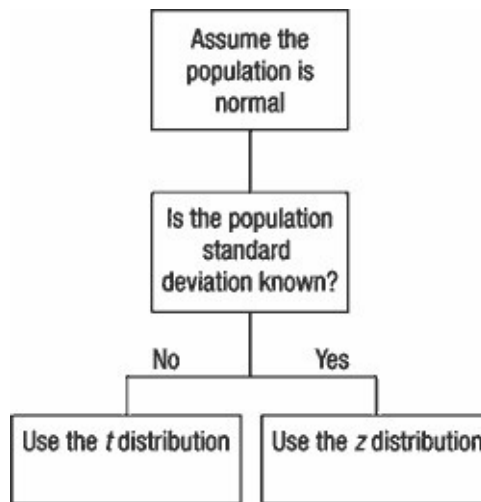 Assume the
population is
normal
Is the population
standard
deviation known?
No
Yes
Use the t distribution
Use the z distribution